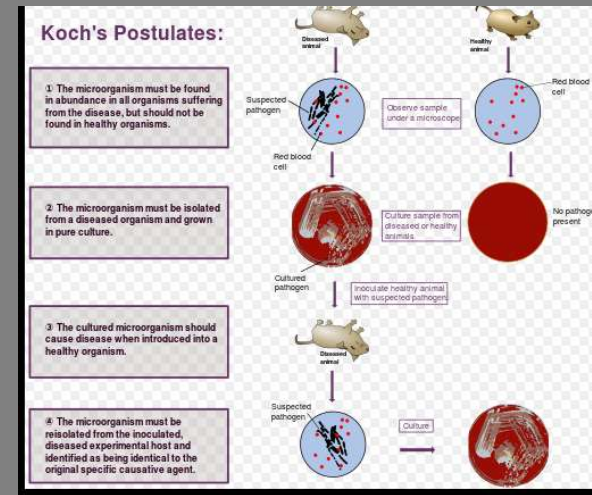 Koch's Postulates:
① The microorganism must be found
in abundance in all organisms suffering
from the disease, but should not be
found in healthy organisms.
② The microorganism must be isolated
from a diseased organism and grown
in pure culture.
③ The cultured microorganism should
cause disease when introduced into a
healthy organism.
④ The microorganism must be
reisolated from the inoculated,
diseased experimental host and
identified as being identical to the
original specific causative agent.
Diseased
animal
Healthy
animal
Suspected
pathogen
Red blood
cell
Observe sample
under a microscope
Red blood
cell
Culture sample from
diseased or healthy
animals.
No pathoge
present
Cultured
pathogen
Inoculate healthy animal
with suspected pathogen.
Diseased
animal
Suspected
pathogen
Culture